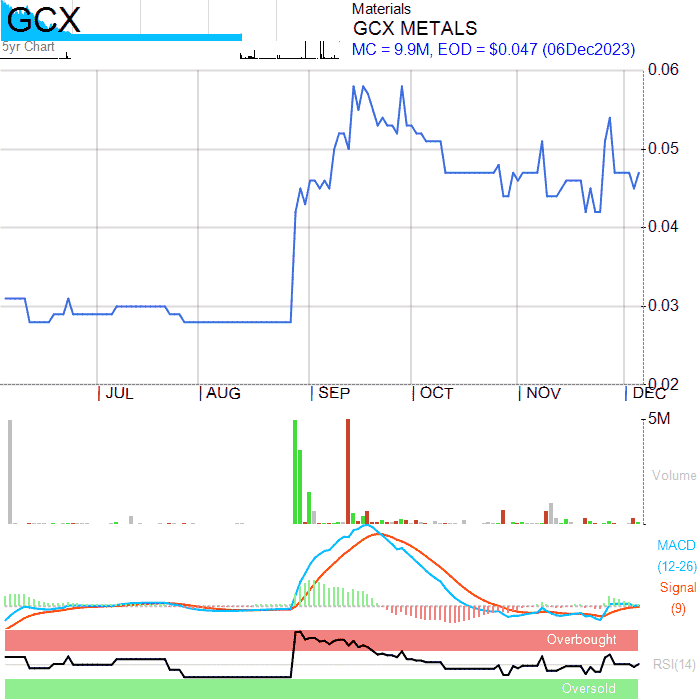 GCX
5yr Chart
Materials
GCX METALS
MC = 9.9M, EOD = $0.047 (06Dec2023)
0.06
0.05
0.04
0.03
0.02
JUL
AUG
SEP
OCT
NOV
DEC
5M
Volume
MACD
(12-26)
Signal
(9)
Overbought
RSI(14)
Oversold